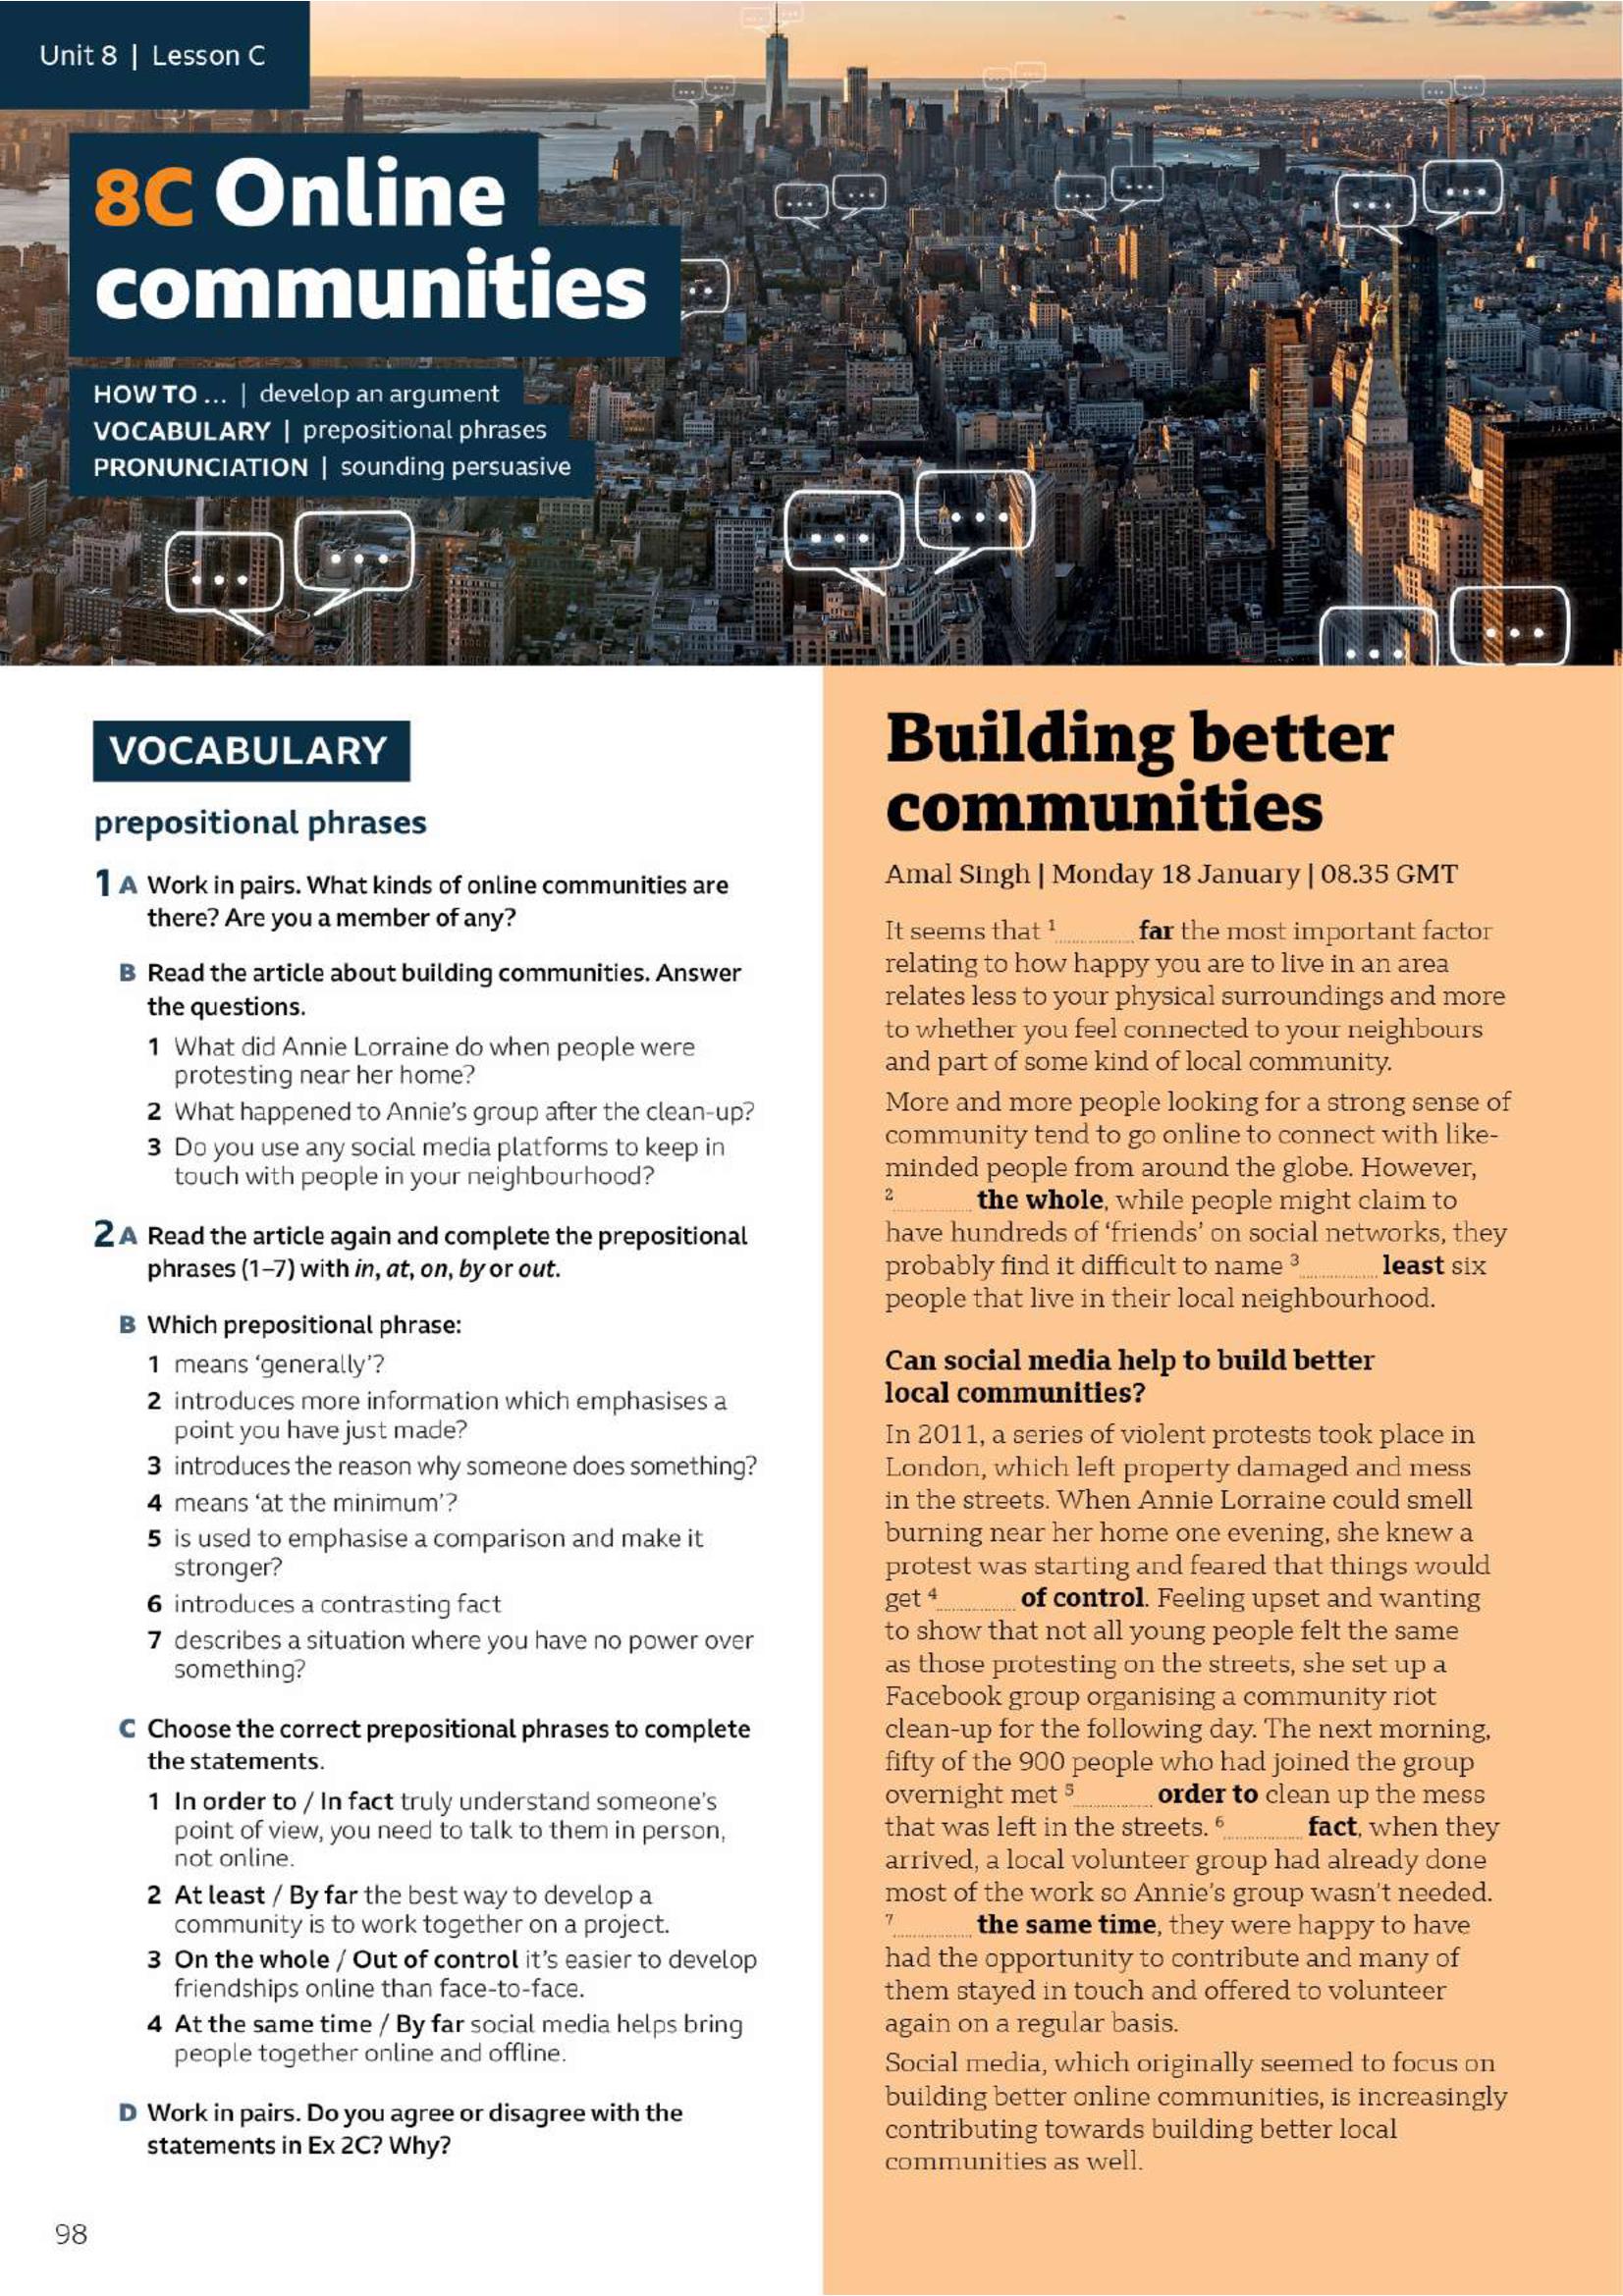 Unit 8 | Lesson C
8C Online
communities
HOW TO ... | develop an argument
VOCABULARY | prepositional phrases
PRONUNCIATION | sounding persuasive
VOCABULARY
prepositional phrases
1 A Work in pairs. What kinds of online communities are
there? Are you a member of any?
B Read the article about building communities. Answer
the questions.
1 What did Annie Lorraine do when people were
protesting near her home?
2 What happened to Annie's group after the clean-up?
3 Do you use any social media platforms to keep in
touch with people in your neighbourhood?
2 A Read the article again and complete the prepositional
phrases (1–7) with in, at, on, by or out.
B Which prepositional phrase:
1 means 'generally'?
2 introduces more information which emphasises a
point you have just made?
3 introduces the reason why someone does something?
4 means 'at the minimum'?
5 is used to emphasise a comparison and make it
stronger?
6 introduces a contrasting fact
7 describes a situation where you have no power over
something?
C Choose the correct prepositional phrases to complete
the statements.
1 In order to / In fact truly understand someone's
point of view, you need to talk to them in person,
not online.
2 At least / By far the best way to develop a
community is to work together on a project.
3 On the whole / Out of control it's easier to develop
friendships online than face-to-face.
4 At the same time / By far social media helps bring
people together online and offline.
D Work in pairs. Do you agree or disagree with the
statements in Ex 2C? Why?
98
Building better
communities
Amal Singh | Monday 18 January | 08.35 GMT
It seems that 1 ............ far the most important factor
relating to how happy you are to live in an area
relates less to your physical surroundings and more
to whether you feel connected to your neighbours
and part of some kind of local community.
More and more people looking for a strong sense of
community tend to go online to connect with like-
minded people from around the globe. However,
2 ............ the whole, while people might claim to
have hundreds of 'friends' on social networks, they
probably find it difficult to name 3 ............ least six
people that live in their local neighbourhood.
Can social media help to build better
local communities?
In 2011, a series of violent protests took place in
London, which left property damaged and mess
in the streets. When Annie Lorraine could smell
burning near her home one evening, she knew a
protest was starting and feared that things would
get 4 ............ of control. Feeling upset and wanting
to show that not all young people felt the same
as those protesting on the streets, she set up a
Facebook group organising a community riot
clean-up for the following day. The next morning,
fifty of the 900 people who had joined the group
overnight met 5 ............ order to clean up the mess
that was left in the streets. 6 ............ fact, when they
arrived, a local volunteer group had already done
most of the work so Annie's group wasn't needed.
7 ............ the same time, they were happy to have
had the opportunity to contribute and many of
them stayed in touch and offered to volunteer
again on a regular basis.
Social media, which originally seemed to focus on
building better online communities, is increasingly
contributing towards building better local
communities as well.